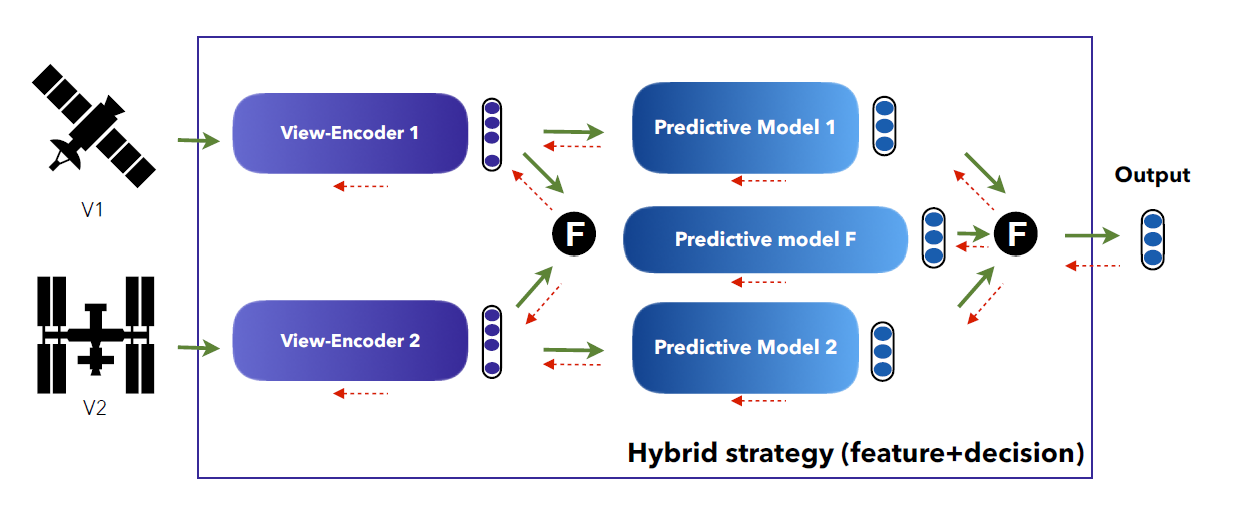 V1
View-Encoder 1
Predictive Model 1
F
Predictive model F
F
Output
V2
View-Encoder 2
Predictive Model 2
Hybrid strategy (feature+decision)